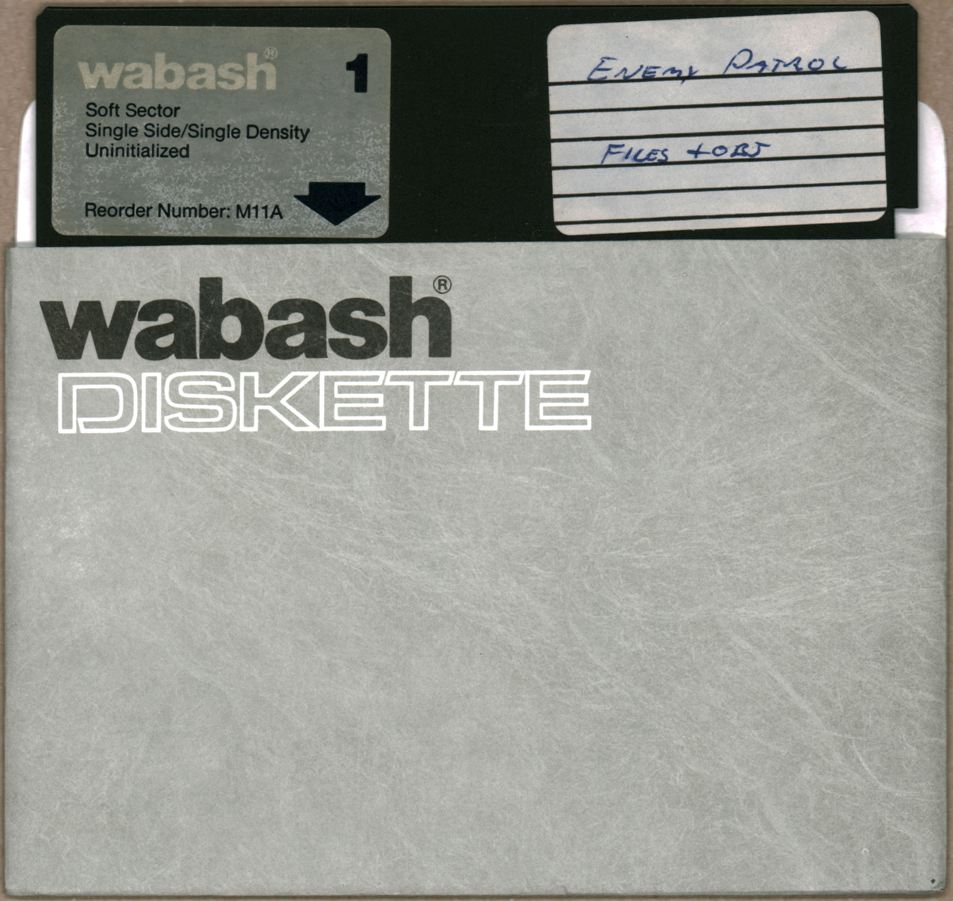 wabash® 1
Soft Sector
Single Side/Single Density
Uninitialized
Reorder Number: M11A
ENEMY PATROL
FILES + OBJ
wabash®
DISKETTE